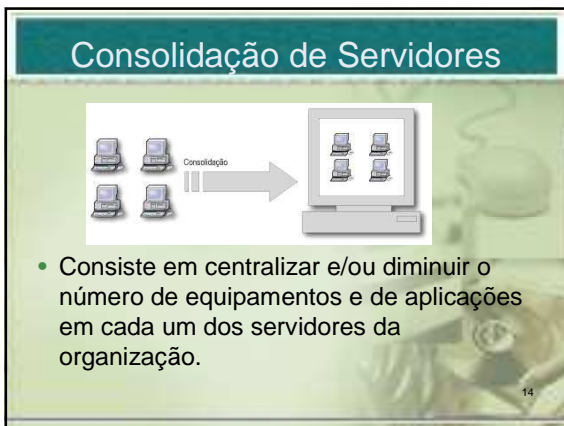 Consolidação de Servidores
Consolidação
• Consiste em centralizar e/ou diminuir o
número de equipamentos e de aplicações
em cada um dos servidores da
organização.
14